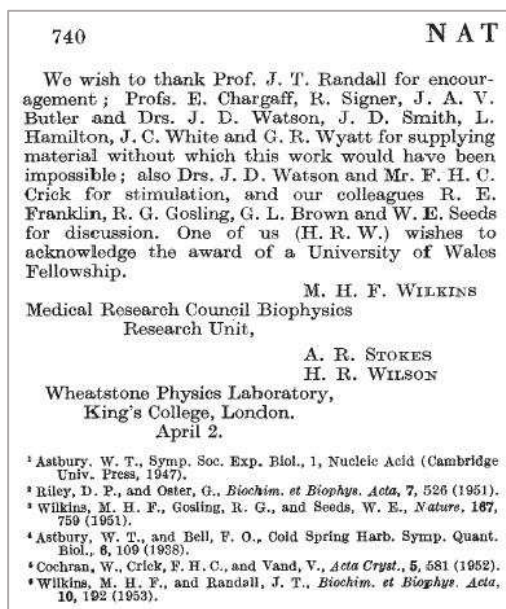 740
NAT
We wish to thank Prof. J. T. Randall for encour-
agement; Profs. E. Chargaff, R. Signer, J. A. V.
Butler and Drs. J. D. Watson, J. D. Smith, L.
Hamilton, J. C. White and G. R. Wyatt for supplying
material without which this work would have been
impossible; also Drs. J. D. Watson and Mr. F. H. C.
Crick for stimulation, and our colleagues R. E.
Franklin, R. G. Gosling, G. L. Brown and W. E. Seeds
for discussion. One of us (H. R. W.) wishes to
acknowledge the award of a University of Wales
Fellowship.
M. H. F. WILKINS
Medical Research Council Biophysics
Research Unit,
A. R. STOKES
H. R. WILSON
Wheatstone Physics Laboratory,
King's College, London.
April 2.
¹ Astbury, W. T., Symp. Soc. Exp. Biol., 1, Nucleic Acid (Cambridge
Univ. Press, 1947).
² Riley, D. P., and Oster, G., Biochim. et Biophys. Acta, 7, 526 (1951).
³ Wilkins, M. H. F., Gosling, R. G., and Seeds, W. E., Nature, 167,
759 (1951).
⁴ Astbury, W. T., and Bell, F. O., Cold Spring Harb. Symp. Quant.
Biol., 6, 109 (1938).
⁵ Cochran, W., Crick, F. H. C., and Vand, V., Acta Cryst., 5, 581 (1952).
⁶ Wilkins, M. H. F., and Randall, J. T., Biochim. et Biophys. Acta,
10, 192 (1953).